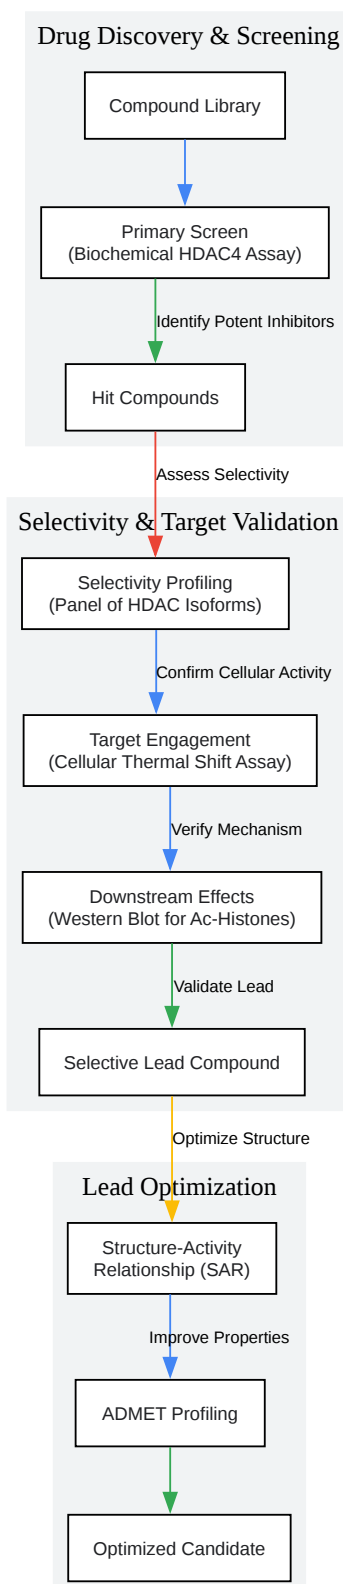 Drug Discovery & Screening
Compound Library
Primary Screen
(Biochemical HDAC4 Assay)
Identify Potent Inhibitors
Hit Compounds
Assess Selectivity
Selectivity & Target Validation
Selectivity Profiling
(Panel of HDAC Isoforms)
Confirm Cellular Activity
Target Engagement
(Cellular Thermal Shift Assay)
Verify Mechanism
Downstream Effects
(Western Blot for Ac-Histones)
Validate Lead
Selective Lead Compound
Optimize Structure
Lead Optimization
Structure-Activity
Relationship (SAR)
Improve Properties
ADMET Profiling
Optimized Candidate